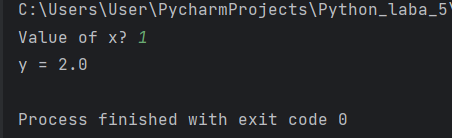 C:\Users\User\PycharmProjects\Python_laba_5\
Value of x? 1
y = 2.0
Process finished with exit code 0